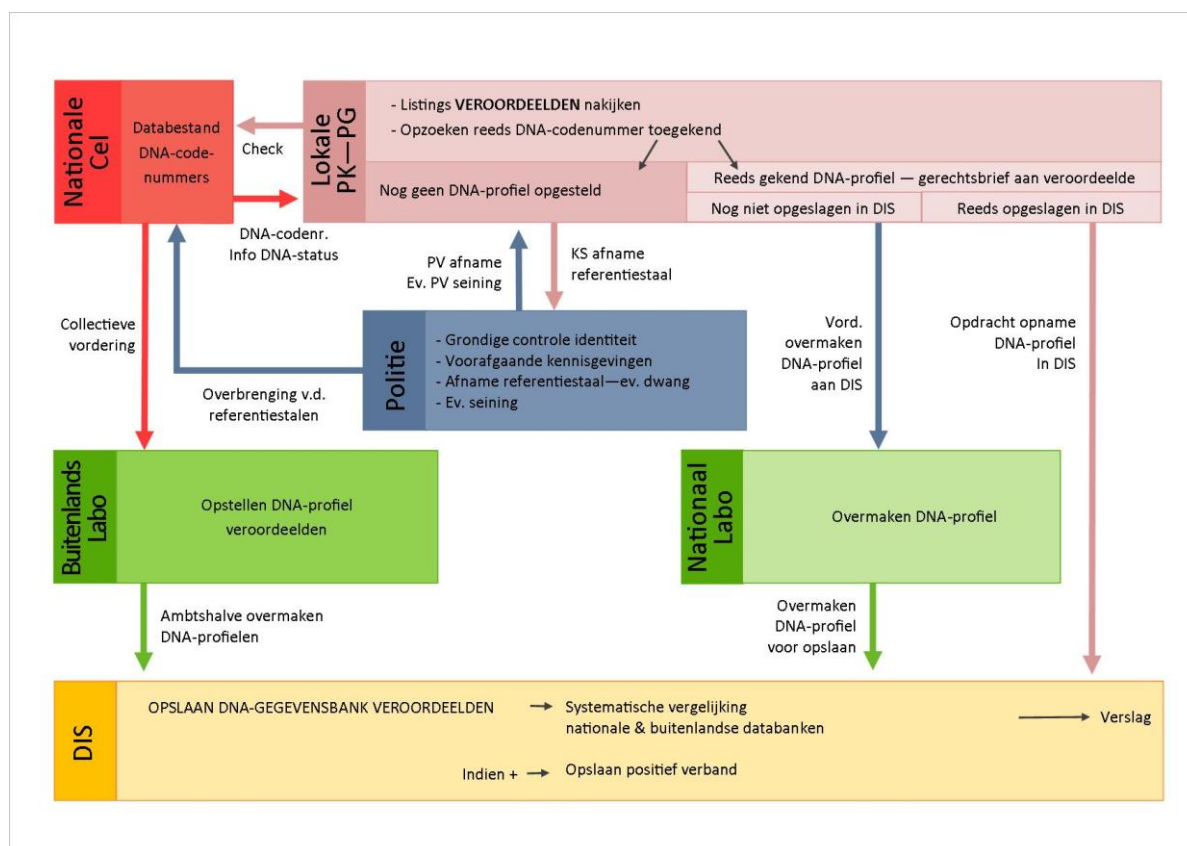 Nationale
Cel
Databestand
DNA-code-
nummers
Check
DNA-codenr.
Info DNA-status
Lokale
PK—PG
- Listings VEROORDEELDEN nakijken
- Opzoeken reeds DNA-codenummer toegekend
Nog geen DNA-profiel opgesteld
Reeds gekend DNA-profiel — gerechtsbrief aan veroordeelde
Nog niet opgeslagen in DIS
Reeds opgeslagen in DIS
PV afname
Ev. PV seining
KS afname
referentiestaal
Collectieve
vordering
Overbrenging v.d.
referentiestalen
Politie
- Grondige controle identiteit
- Voorafgaande kennisgevingen
- Afname referentiestaal—ev. dwang
- Ev. seining
Vord.
overmaken
DNA-profiel
aan DIS
Opdracht opname
DNA-profiel
In DIS
Buitenlands
Labo
Opstellen DNA-profiel
veroordeelden
Nationaal
Labo
Overmaken DNA-profiel
Ambtshalve overmaken
DNA-profielen
Overmaken
DNA-profiel
voor opslaan
DIS
OPSLAAN DNA-GEGEVENSBANK VEROORDEELDEN
Systematische vergelijking
nationale & buitenlandse databanken
Verslag
Indien +
Opslaan positief verband